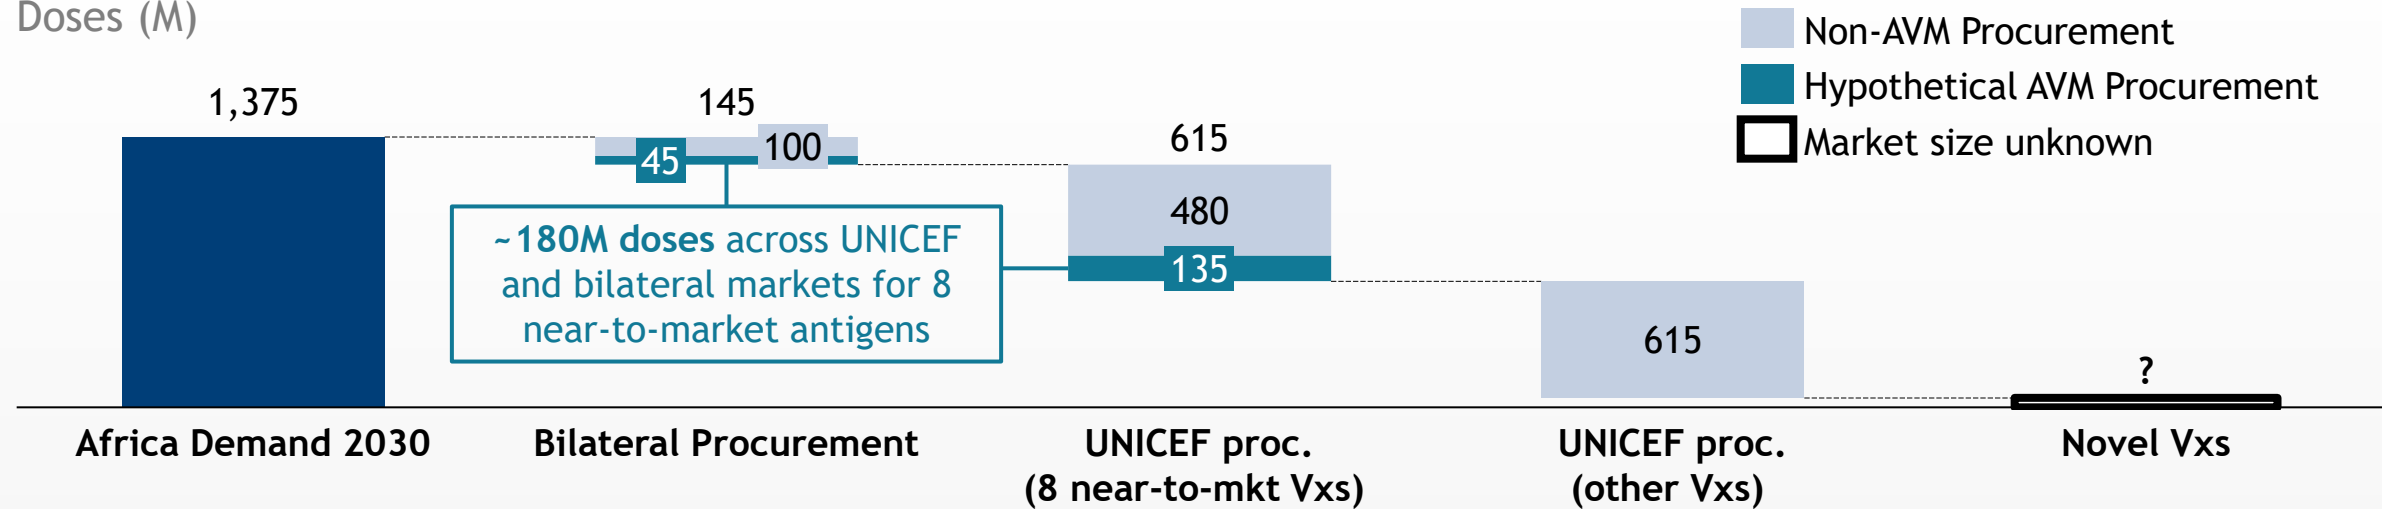 Doses (M)
Non-AVM Procurement
Hypothetical AVM Procurement
Market size unknown
1,375
145
100
45
615
480
135
615
?
~180M doses across UNICEF
and bilateral markets for 8
near-to-market antigens
Africa Demand 2030
Bilateral Procurement
UNICEF proc.
(8 near-to-mkt Vxs)
UNICEF proc.
(other Vxs)
Novel Vxs